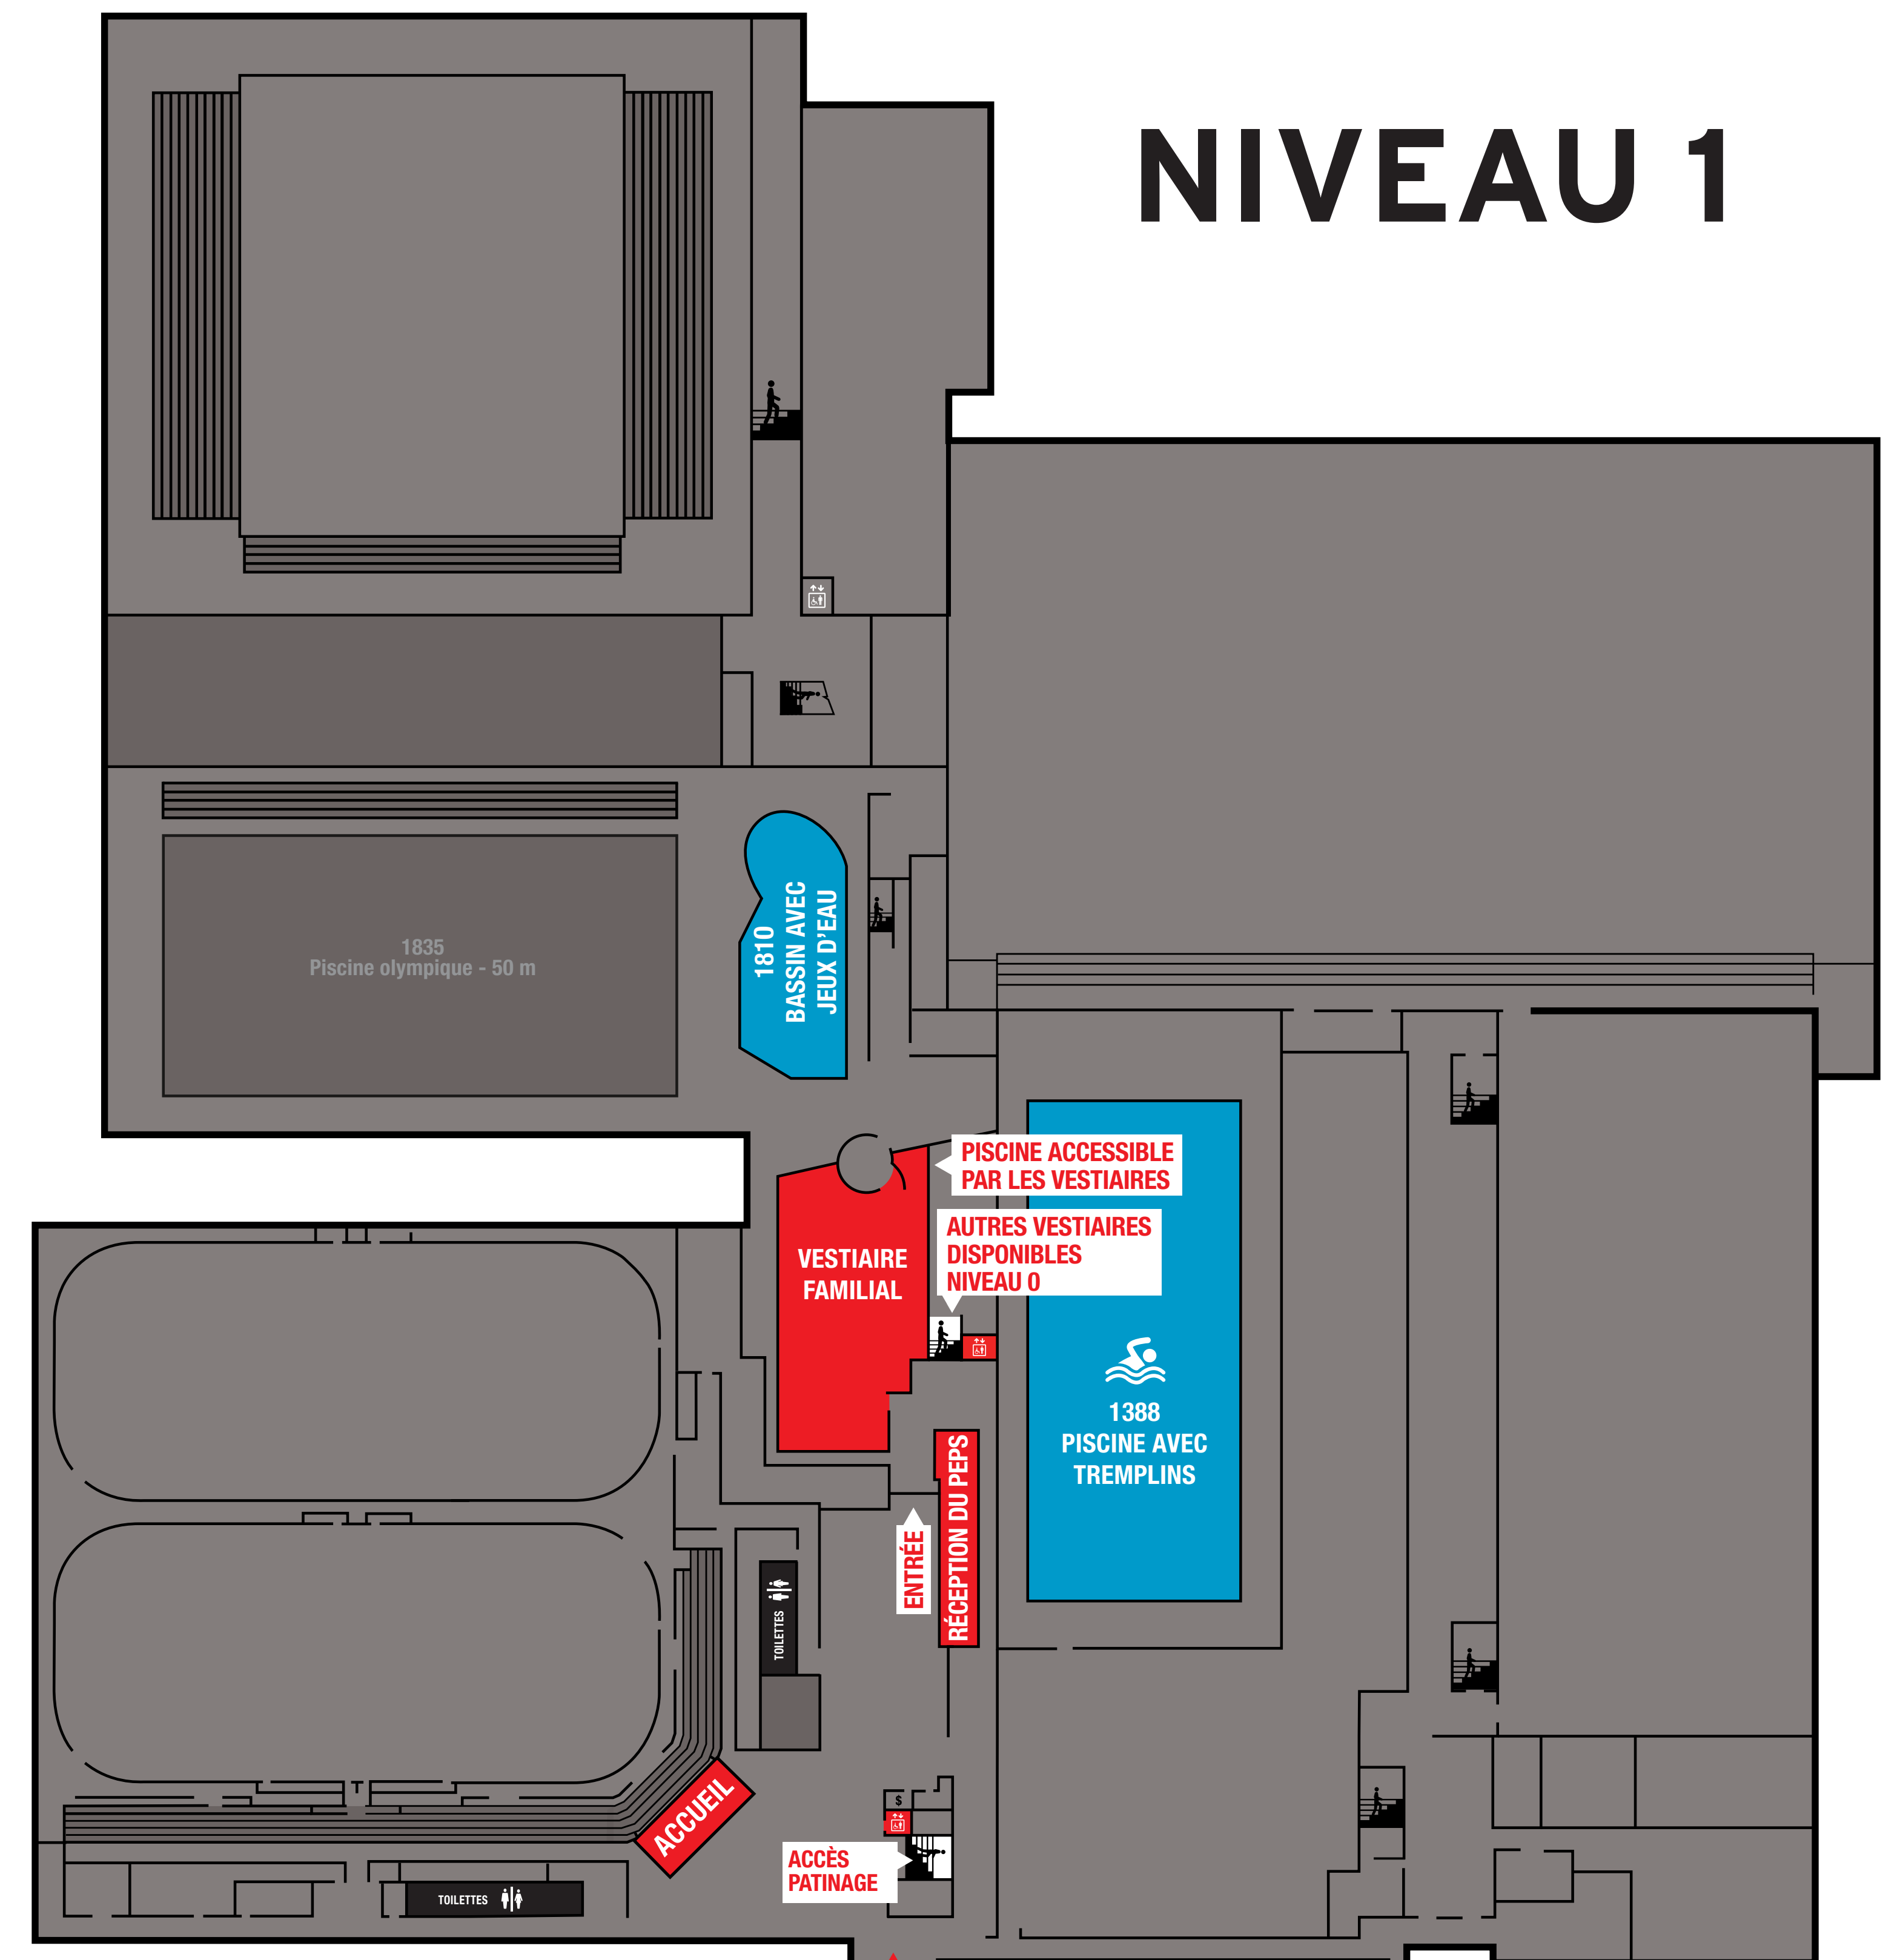 NIVEAU 1
1835
Piscine olympique - 50 m
1810
BASSIN AVEC
JEUX D'EAU
PISCINE ACCESSIBLE
PAR LES VESTIAIRES
AUTRES VESTIAIRES
DISPONIBLES
NIVEAU 0
VESTIAIRE
FAMILIAL
1388
PISCINE AVEC
TREMPLINS
RÉCEPTION DU PEPS
ENTRÉE
TOILETTES
ACCUEIL
$
ACCÈS
PATINAGE
TOILETTES